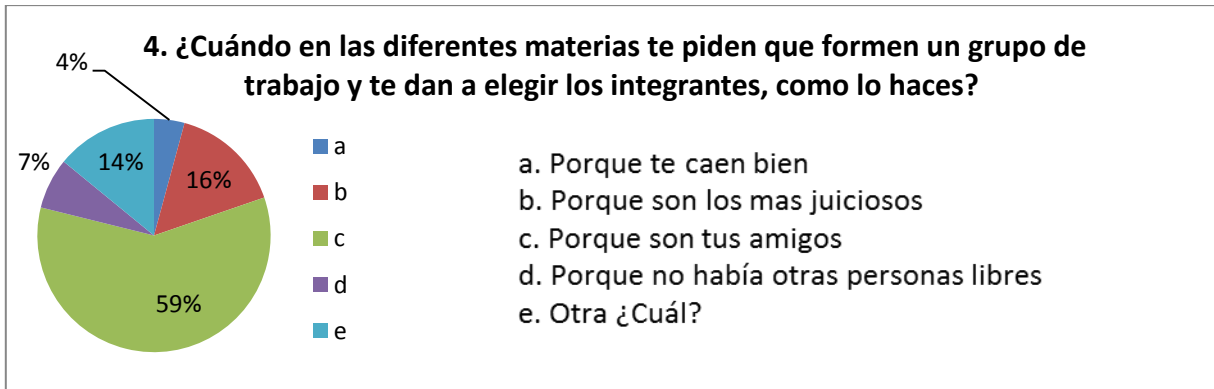 4. ¿Cuándo en las diferentes materias te piden que formen un grupo de
trabajo y te dan a elegir los integrantes, como lo haces?
4%
16%
59%
7%
14%
a
b
c
d
e
a. Porque te caen bien
b. Porque son los mas juiciosos
c. Porque son tus amigos
d. Porque no había otras personas libres
e. Otra ¿Cuál?